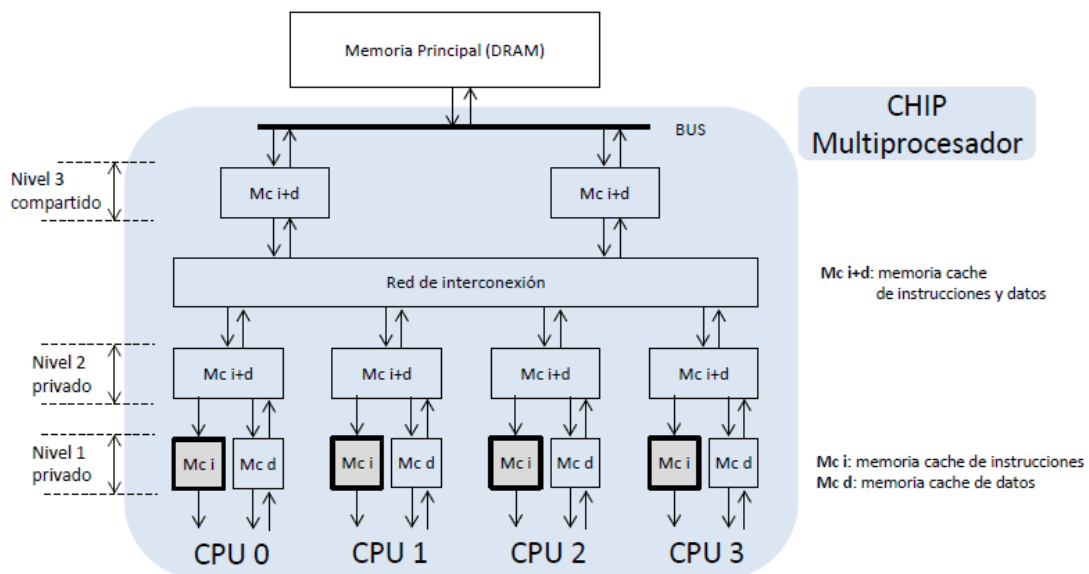 Memoria Principal (DRAM)
CHIP
Multiprocesador
BUS
Nivel 3
compartido
Mc i+d
Mc i+d
Red de interconexión
Mc i+d: memoria cache
de instrucciones y datos
Nivel 2
privado
Mc i+d
Mc i+d
Mc i+d
Mc i+d
Nivel 1
privado
Mc i
Mc d
Mc i
Mc d
Mc i
Mc d
Mc i
Mc d
Mc i: memoria cache de instrucciones
Mc d: memoria cache de datos
CPU 0
CPU 1
CPU 2
CPU 3